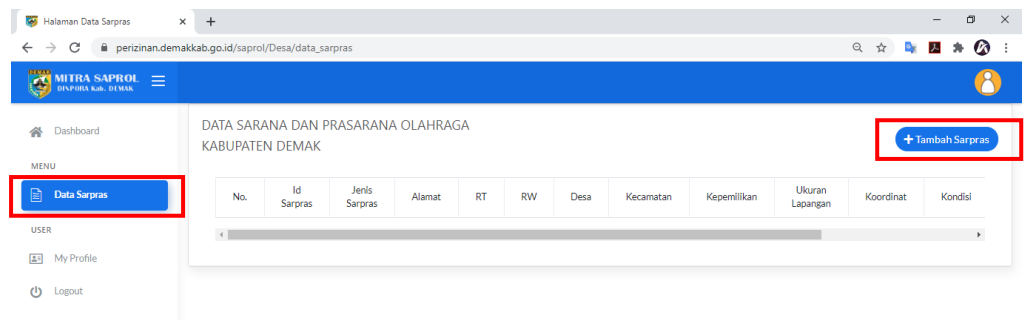 Halaman Data Sarpras
perizinan.demakkab.go.id/saprol/Desa/data_sarpras
MITRA SAPROL
DINPORA Kab. DEMAK
Dashboard
MENU
Data Sarpras
USER
My Profile
Logout
DATA SARANA DAN PRASARANA OLAHRAGA
KABUPATEN DEMAK
+ Tambah Sarpras
No.
Id
Sarpras
Jenis
Sarpras
Alamat
RT
RW
Desa
Kecamatan
Kepemilikan
Ukuran
Lapangan
Koordinat
Kondisi